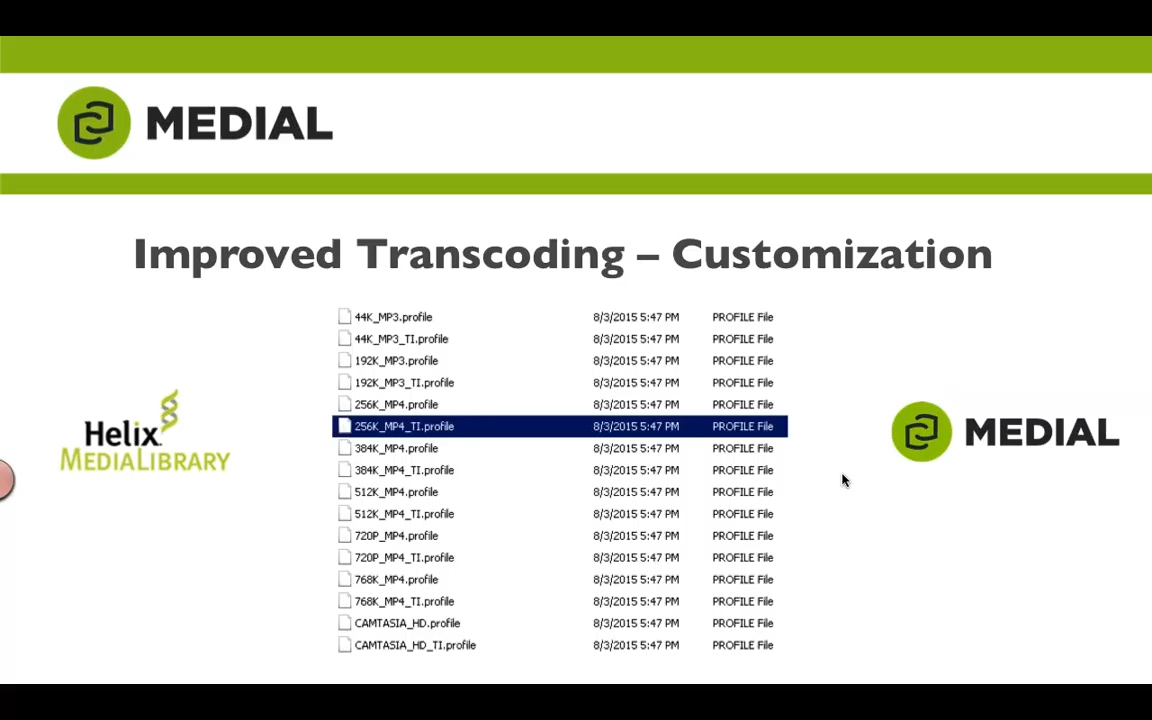 MEDIAL
Improved Transcoding – Customization
44K_MP3.profile 8/3/2015 5:47 PM PROFILE File
44K_MP3_TI.profile 8/3/2015 5:47 PM PROFILE File
192K_MP3.profile 8/3/2015 5:47 PM PROFILE File
192K_MP3_TI.profile 8/3/2015 5:47 PM PROFILE File
256K_MP4.profile 8/3/2015 5:47 PM PROFILE File
256K_MP4_TI.profile 8/3/2015 5:47 PM PROFILE File
384K_MP4.profile 8/3/2015 5:47 PM PROFILE File
384K_MP4_TI.profile 8/3/2015 5:47 PM PROFILE File
512K_MP4.profile 8/3/2015 5:47 PM PROFILE File
512K_MP4_TI.profile 8/3/2015 5:47 PM PROFILE File
720P_MP4.profile 8/3/2015 5:47 PM PROFILE File
720P_MP4_TI.profile 8/3/2015 5:47 PM PROFILE File
768K_MP4.profile 8/3/2015 5:47 PM PROFILE File
768K_MP4_TI.profile 8/3/2015 5:47 PM PROFILE File
CAMTASIA_HD.profile 8/3/2015 5:47 PM PROFILE File
CAMTASIA_HD_TI.profile 8/3/2015 5:47 PM PROFILE File
Helix
MEDIALIBRARY
MEDIAL